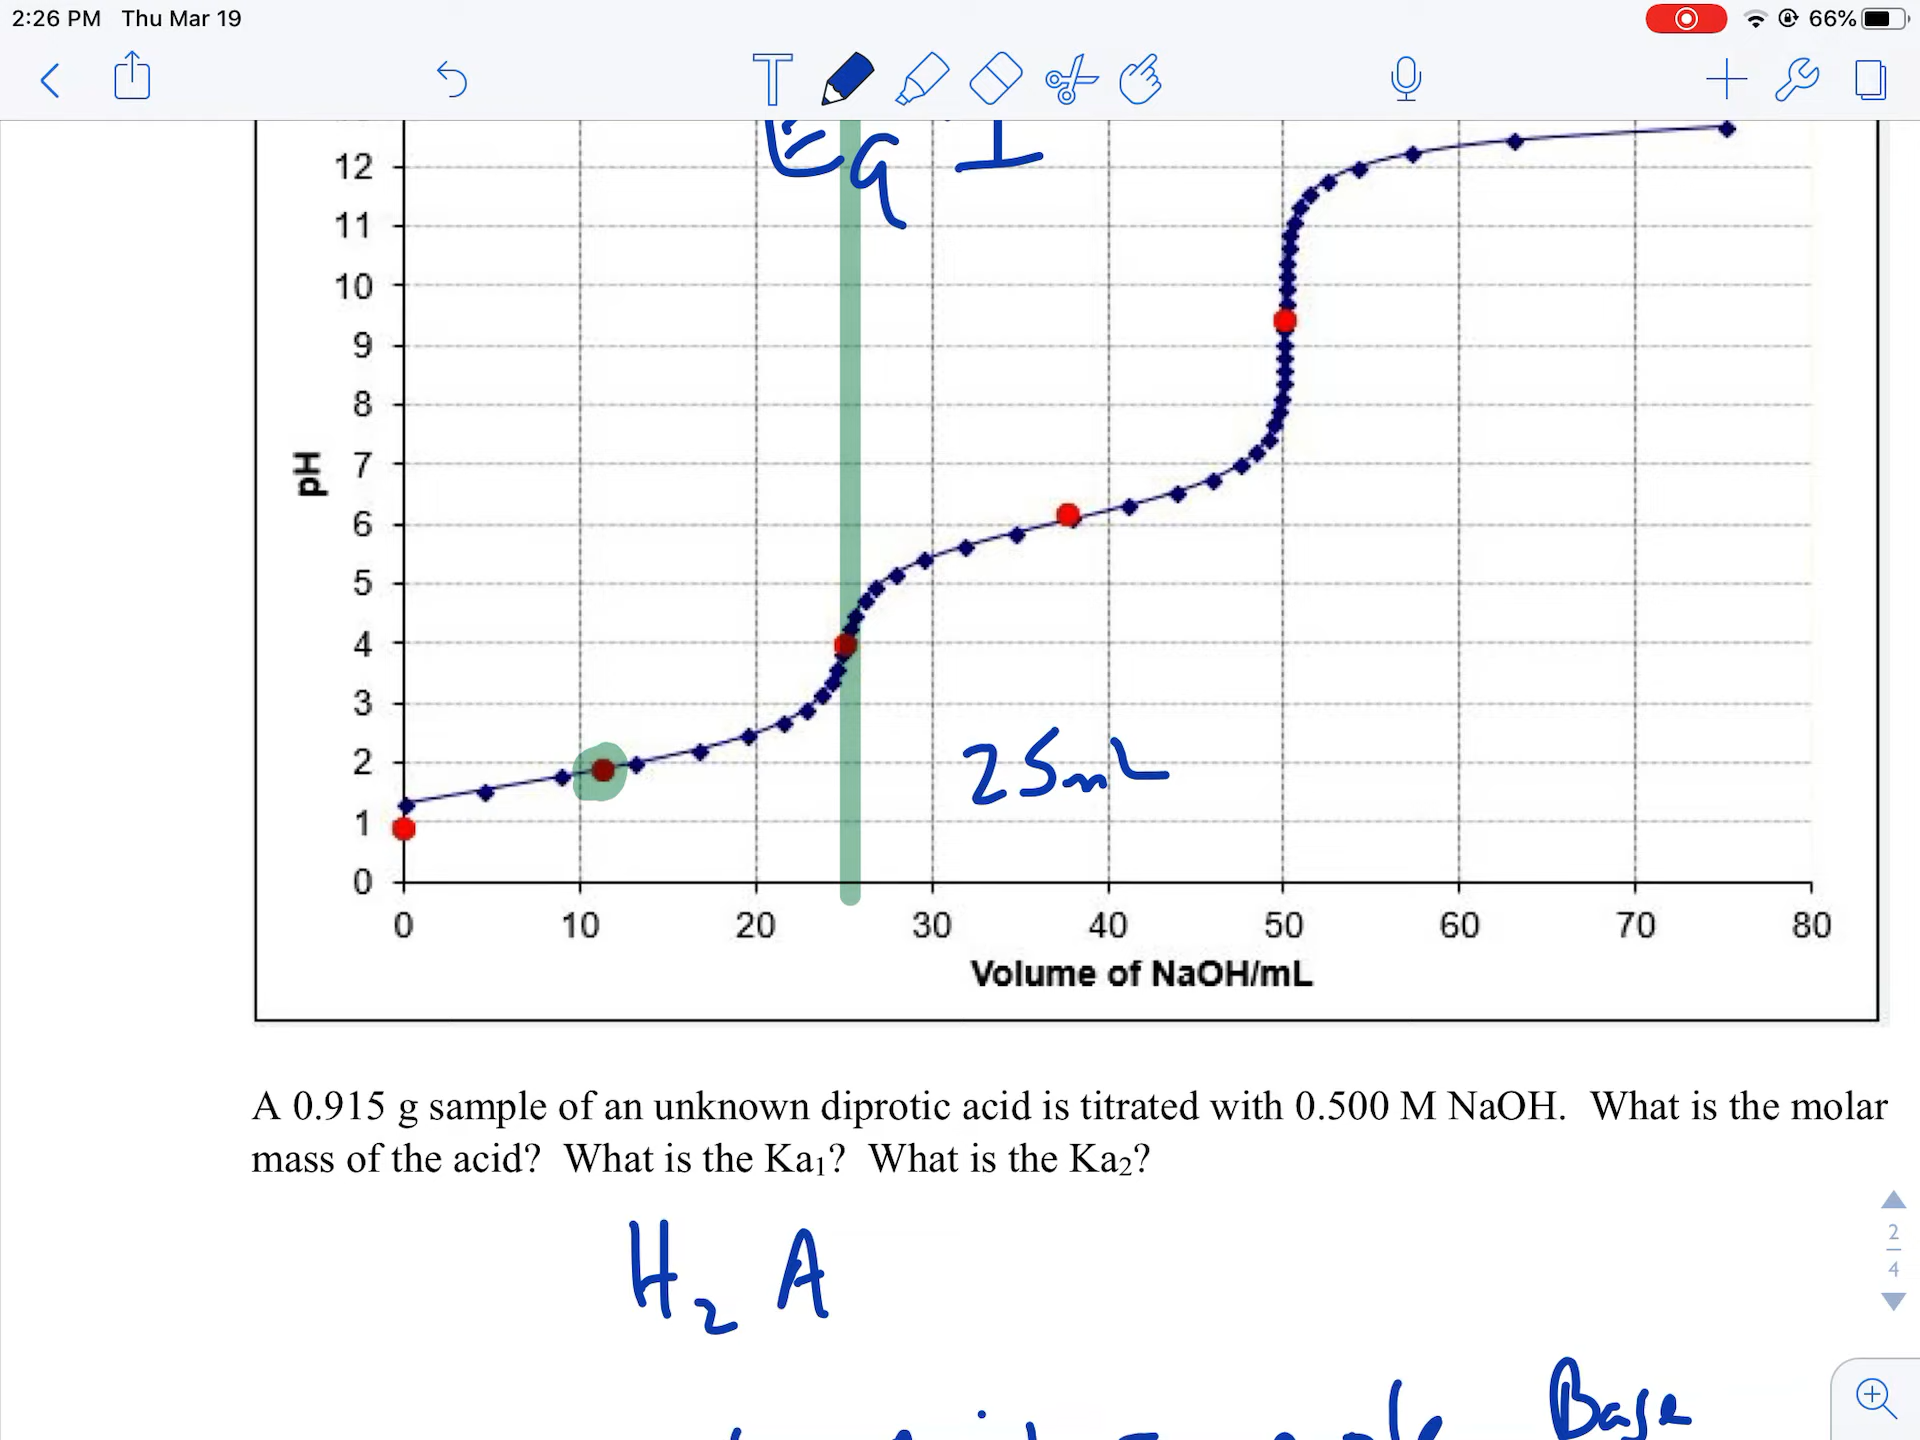 2:26 PM Thu Mar 19
66%
T
Eq I
12
11
10
9
8
7
6
5
4
3
2
1
0
pH
25mL
0 10 20 30 40 50 60 70 80
Volume of NaOH/mL
A 0.915 g sample of an unknown diprotic acid is titrated with 0.500 M NaOH. What is the molar
mass of the acid? What is the Ka₁? What is the Ka₂?
2
4
H₂ A
Base